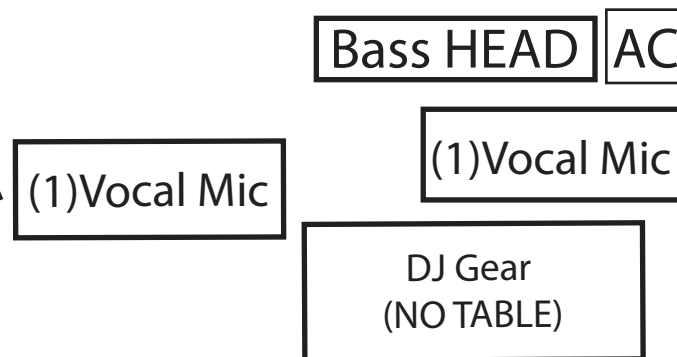 Bass HEAD AC
(1)Vocal Mic
(1)Vocal Mic
DJ Gear
(NO TABLE)